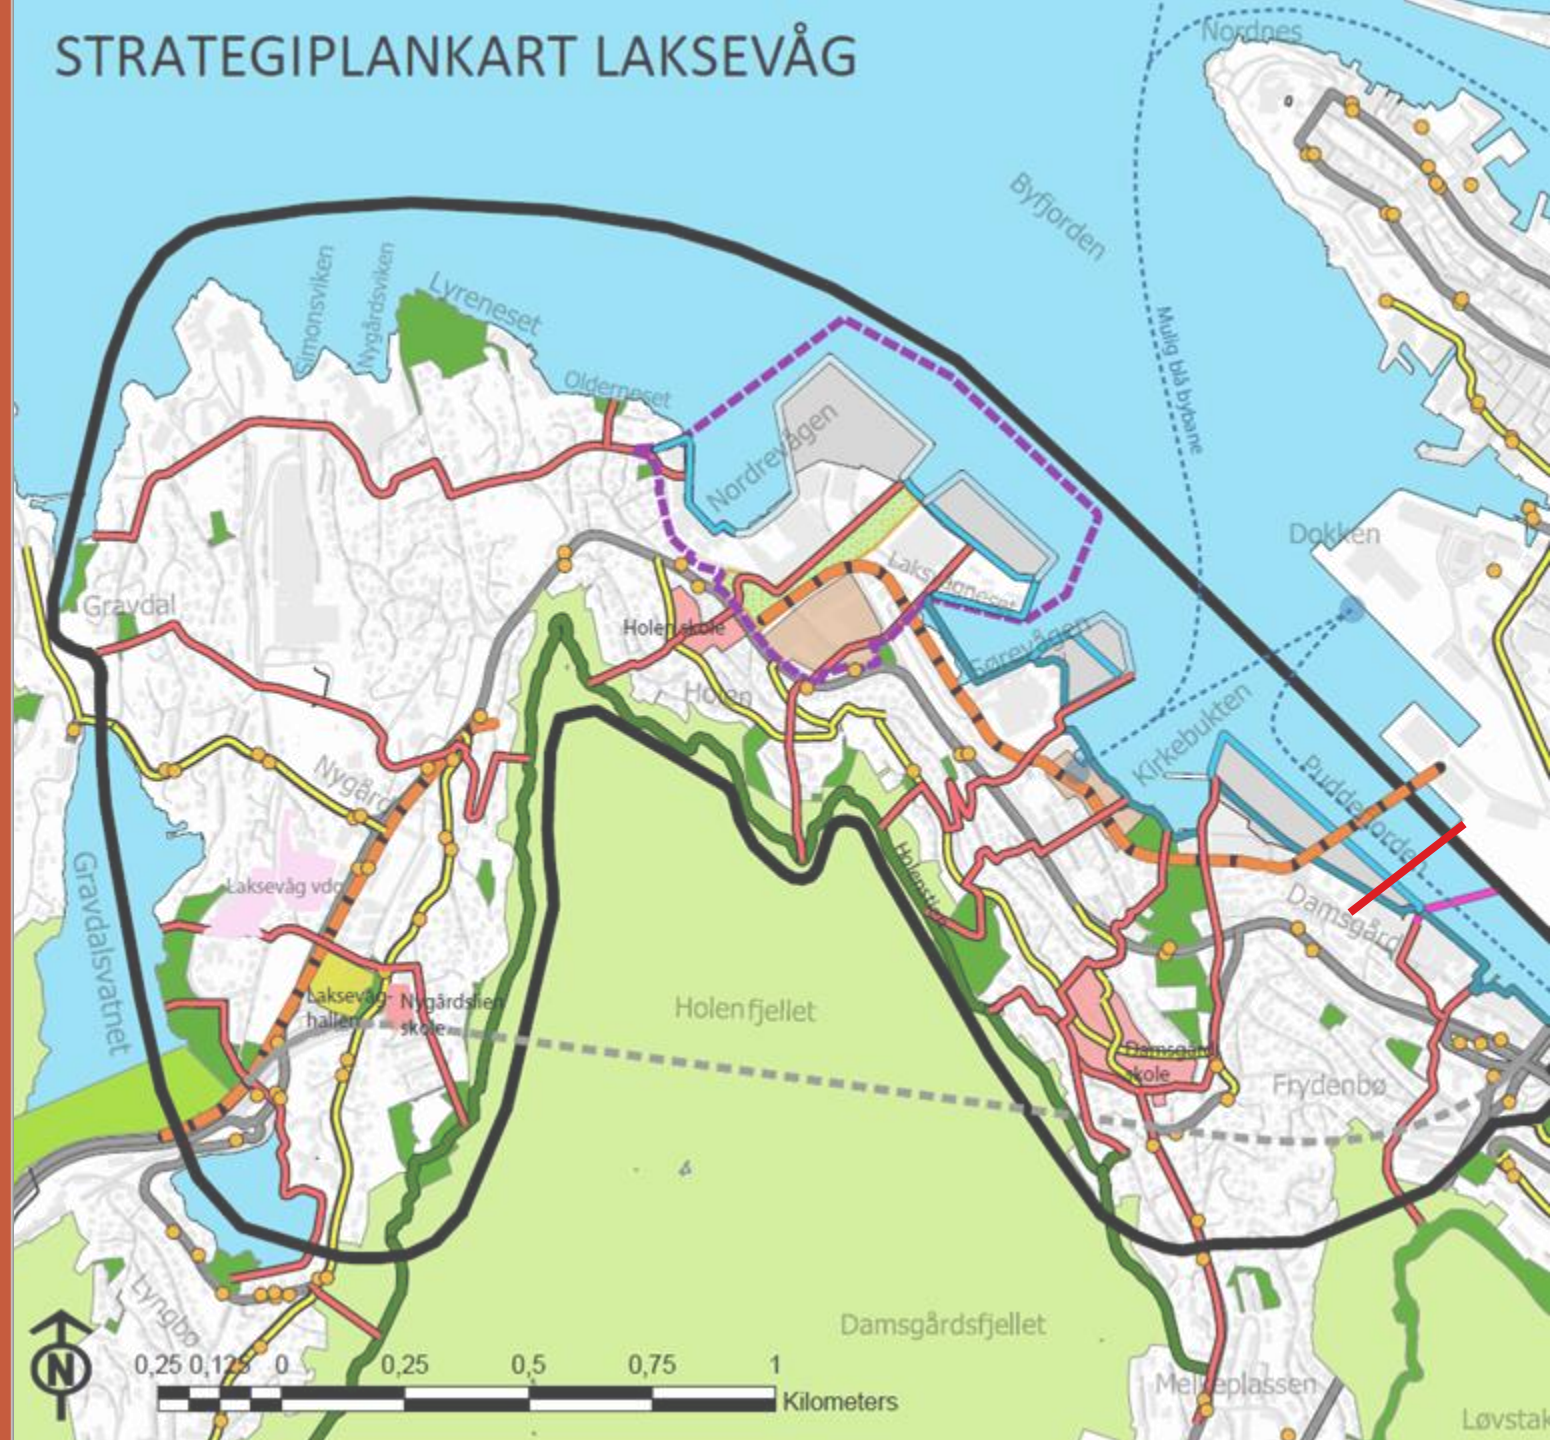 STRATEGIPLANKART LAKSEVÅG
Nordnes
Byfjorden
Simonsviken
Nygårdsviken
Lyreneset
Olderneset
Mulig blå bybane
Nordrevågen
Dokken
Laksevågneset
Gravdal
Holen skole
Sørevågen
Holen
Kirkebukten
Nygård
Puddefjorden
Holenstien
Laksevåg vdg
Gravdalsvatnet
Damsgård
Laksevåg-
hallen
Nygårdslien
skole
Holenfjellet
Damsgård
skole
Frydenbø
Lyngbø
Damsgårdsfjellet
Melkeplassen
Løvstak
N
0,25 0,125 0 0,25 0,5 0,75 1
Kilometers